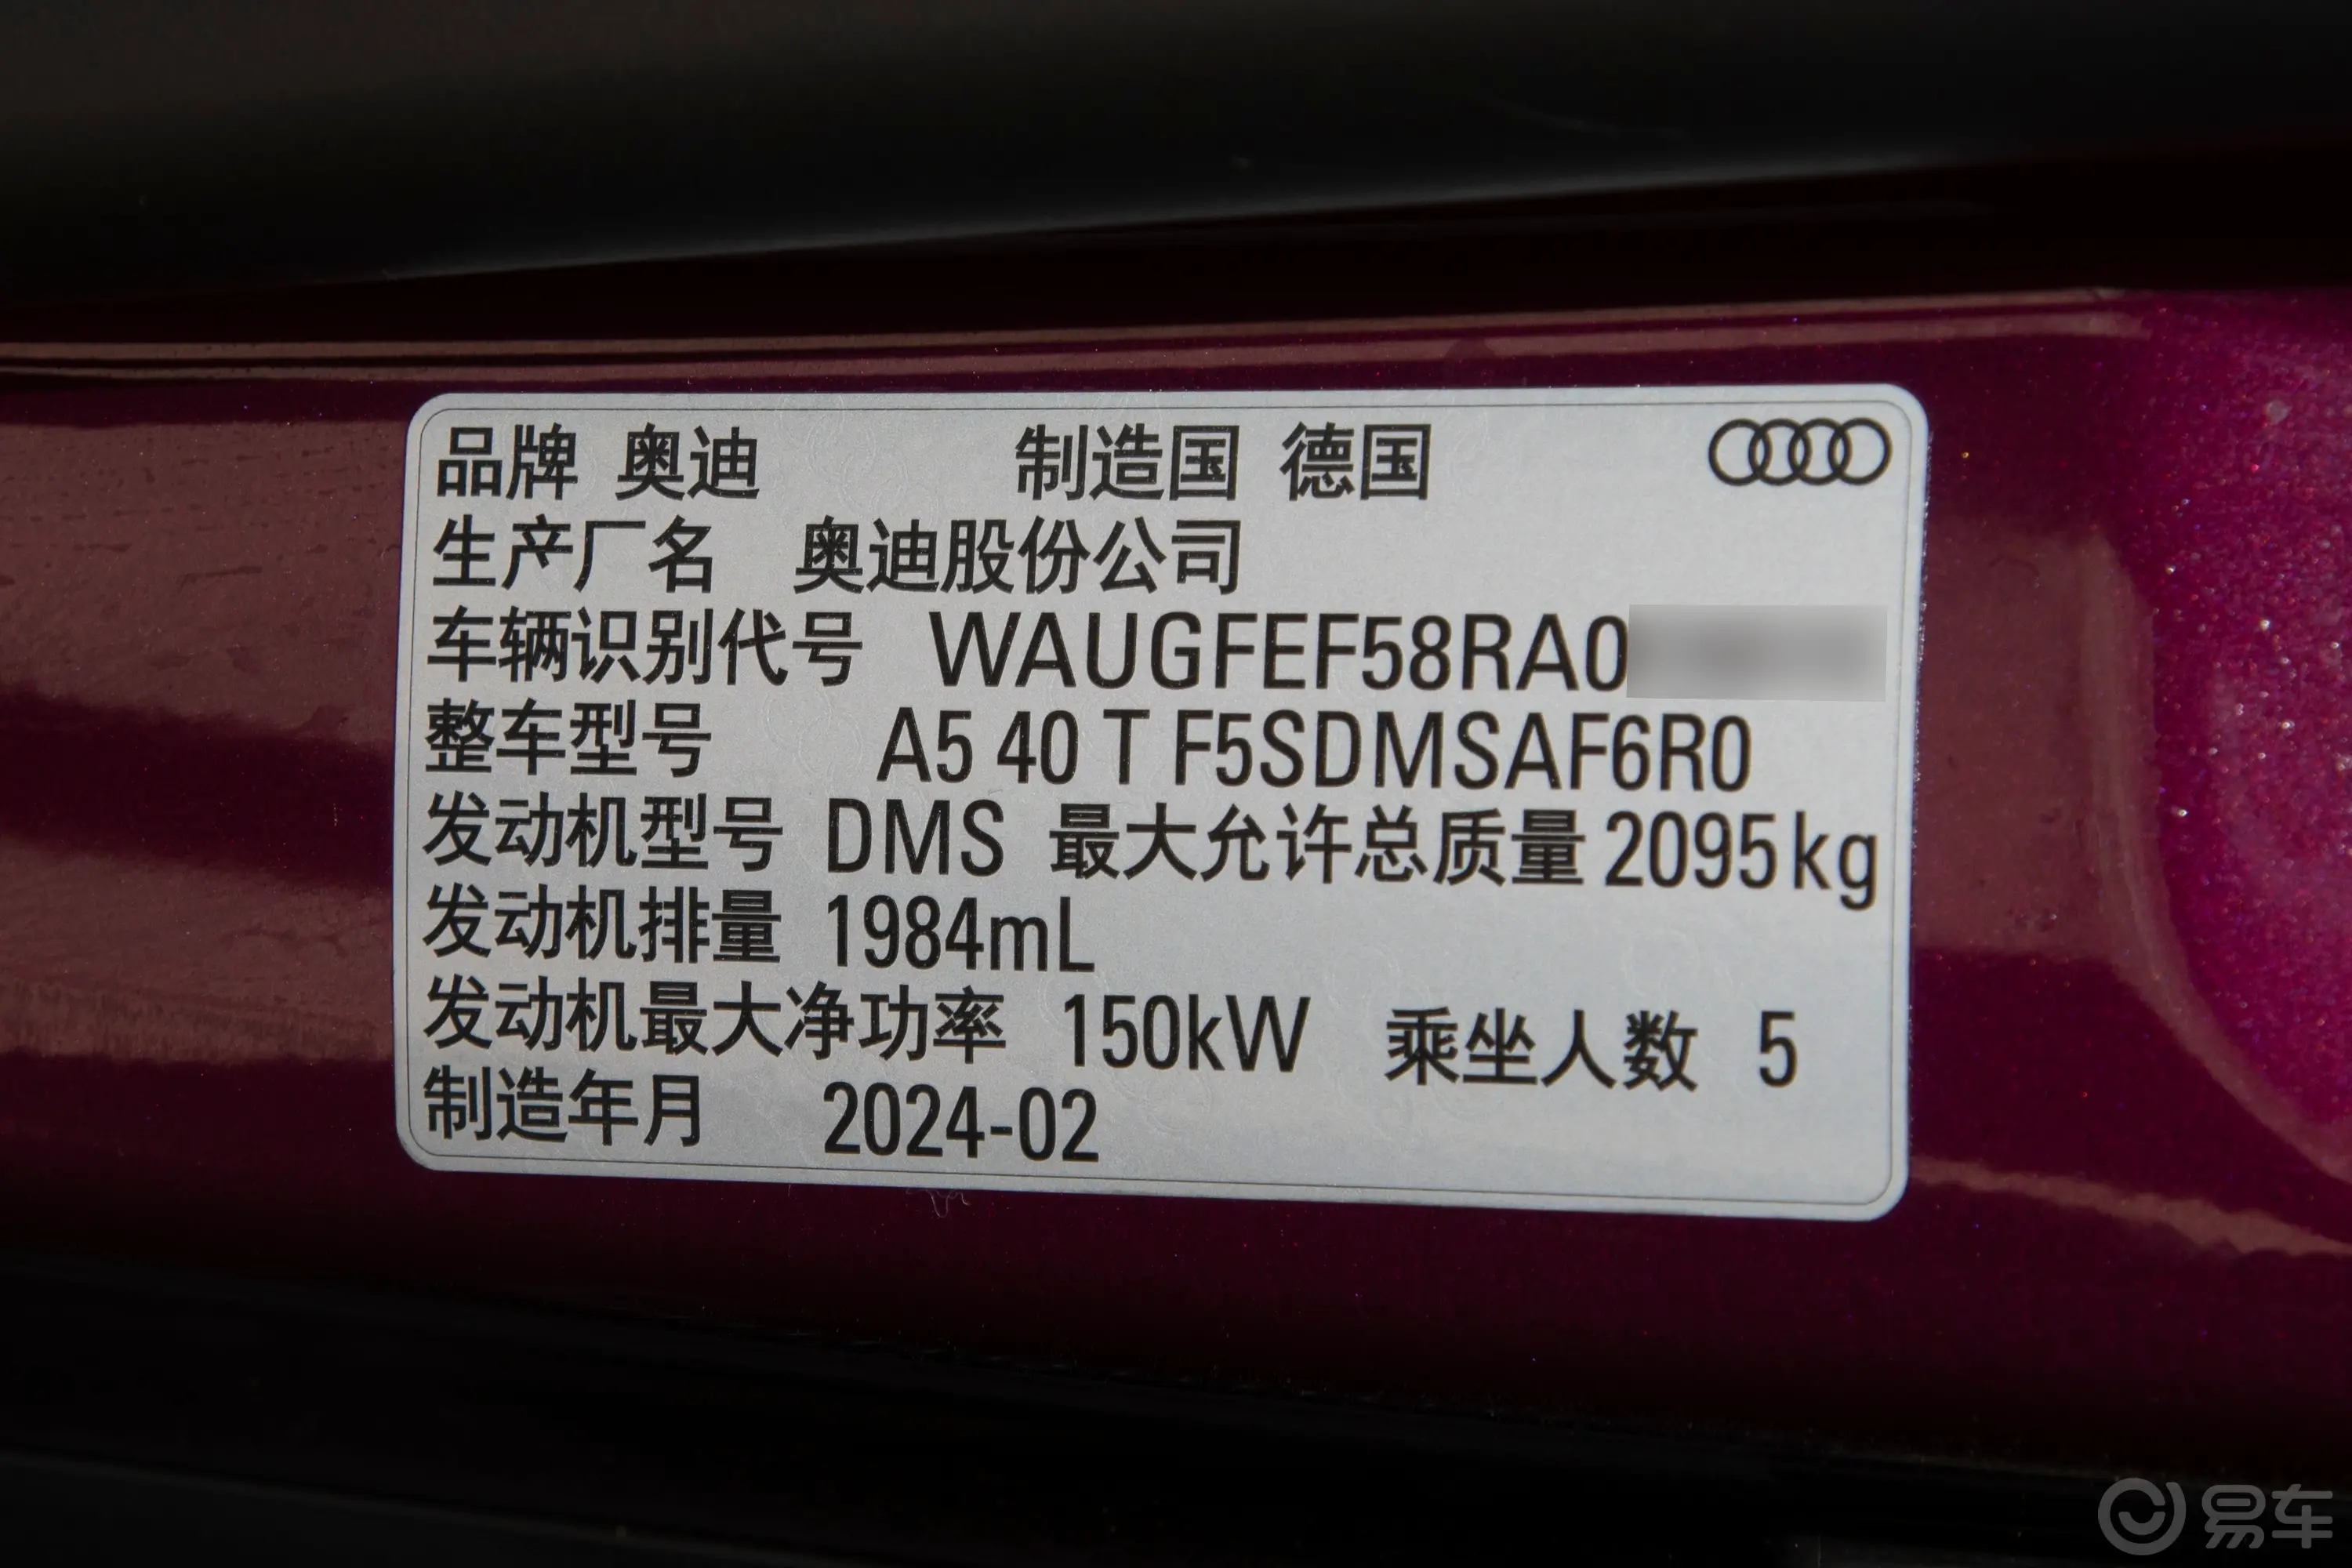 品牌 奥迪 制造国 德国
生产厂名 奥迪股份公司
车辆识别代号 WAUGFEF58RA0
整车型号 A5 40 T F5SDMSAF6R0
发动机型号 DMS 最大允许总质量 2095kg
发动机排量 1984mL
发动机最大净功率 150kW 乘坐人数 5
制造年月 2024-02
易车